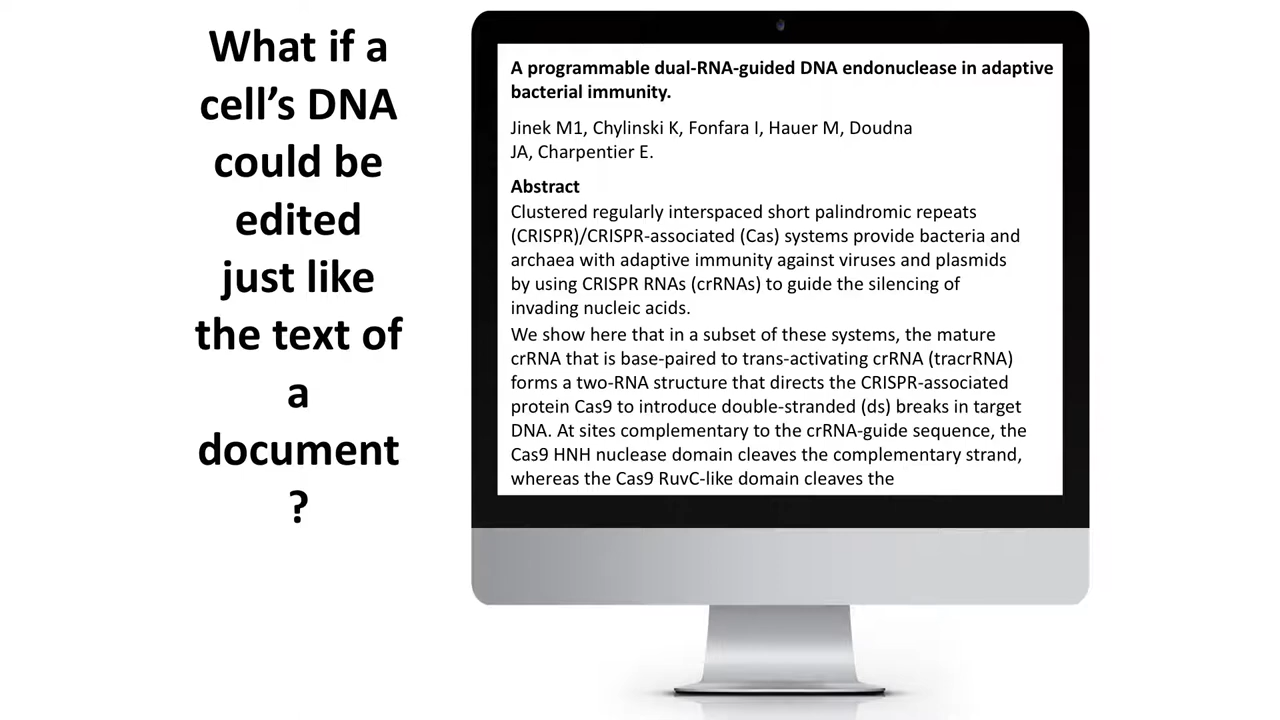 What if a
cell’s DNA
could be
edited
just like
the text of
a
document
?
A programmable dual-RNA-guided DNA endonuclease in adaptive
bacterial immunity.
Jinek M1, Chylinski K, Fonfara I, Hauer M, Doudna
JA, Charpentier E.
Abstract
Clustered regularly interspaced short palindromic repeats
(CRISPR)/CRISPR-associated (Cas) systems provide bacteria and
archaea with adaptive immunity against viruses and plasmids
by using CRISPR RNAs (crRNAs) to guide the silencing of
invading nucleic acids.
We show here that in a subset of these systems, the mature
crRNA that is base-paired to trans-activating crRNA (tracrRNA)
forms a two-RNA structure that directs the CRISPR-associated
protein Cas9 to introduce double-stranded (ds) breaks in target
DNA. At sites complementary to the crRNA-guide sequence, the
Cas9 HNH nuclease domain cleaves the complementary strand,
whereas the Cas9 RuvC-like domain cleaves the